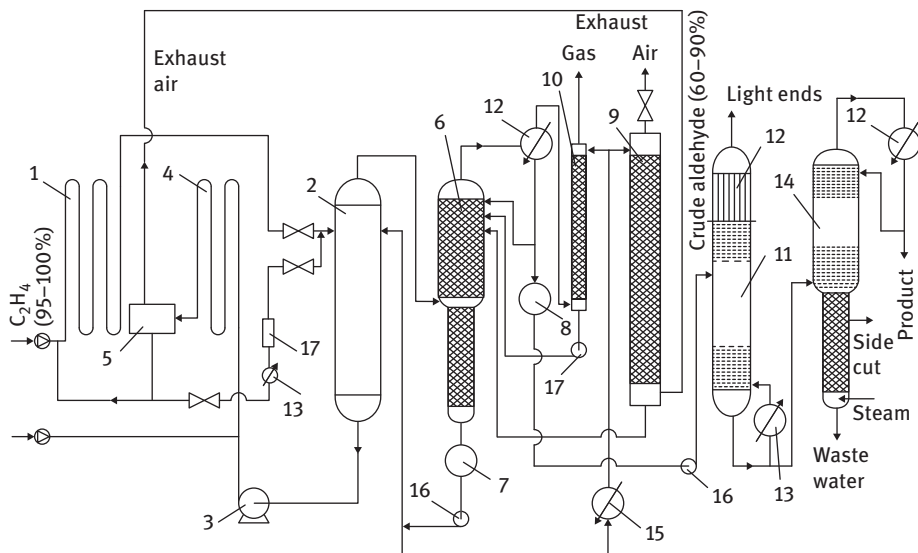 Exhaust
Gas
Air
Exhaust
air
Crude aldehyde (60–90%)
Light ends
10
12
12
12
9
6
1
4
2
14
11
C₂H₄
(95–100%)
5
17
13
8
17
Product
Side
cut
Steam
Waste
water
7
16
3
15
16
13